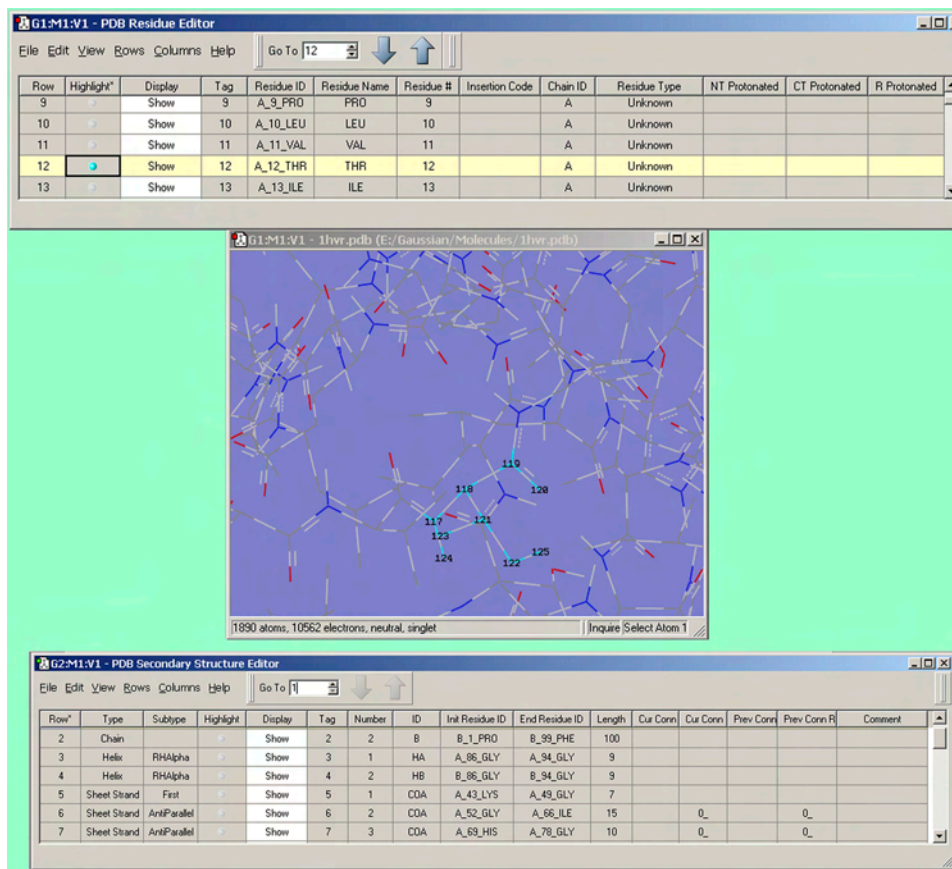 G1:M1:V1 - PDB Residue Editor
File Edit View Rows Columns Help Go To 12
Row Highlight* Display Tag Residue ID Residue Name Residue # Insertion Code Chain ID Residue Type NT Protonated CT Protonated R Protonated
9 Show 9 A_9_PRO PRO 9 A Unknown
10 Show 10 A_10_LEU LEU 10 A Unknown
11 Show 11 A_11_VAL VAL 11 A Unknown
12 Show 12 A_12_THR THR 12 A Unknown
13 Show 13 A_13_ILE ILE 13 A Unknown
G1:M1:V1 - 1hvr.pdb (E:/Gaussian/Molecules/1hvr.pdb)
119
118 120
117 121
123
124 122 125
1890 atoms, 10562 electrons, neutral, singlet Inquire Select Atom 1
G2:M1:V1 - PDB Secondary Structure Editor
File Edit View Rows Columns Help Go To 1
Row* Type Subtype Highlight Display Tag Number ID Init Residue ID End Residue ID Length Cur Conn Cur Conn Prev Conn Prev Conn R Comment
2 Chain Show 2 2 B B_1_PRO B_99_PHE 100
3 Helix RHAlpha Show 3 1 HA A_86_GLY A_94_GLY 9
4 Helix RHAlpha Show 4 2 HB B_86_GLY B_94_GLY 9
5 Sheet Strand First Show 5 1 COA A_43_LYS A_49_GLY 7
6 Sheet Strand AntiParallel Show 6 2 COA A_52_GLY A_66_ILE 15 0_ 0_
7 Sheet Strand AntiParallel Show 7 3 COA A_69_HIS A_78_GLY 10 0_ 0_